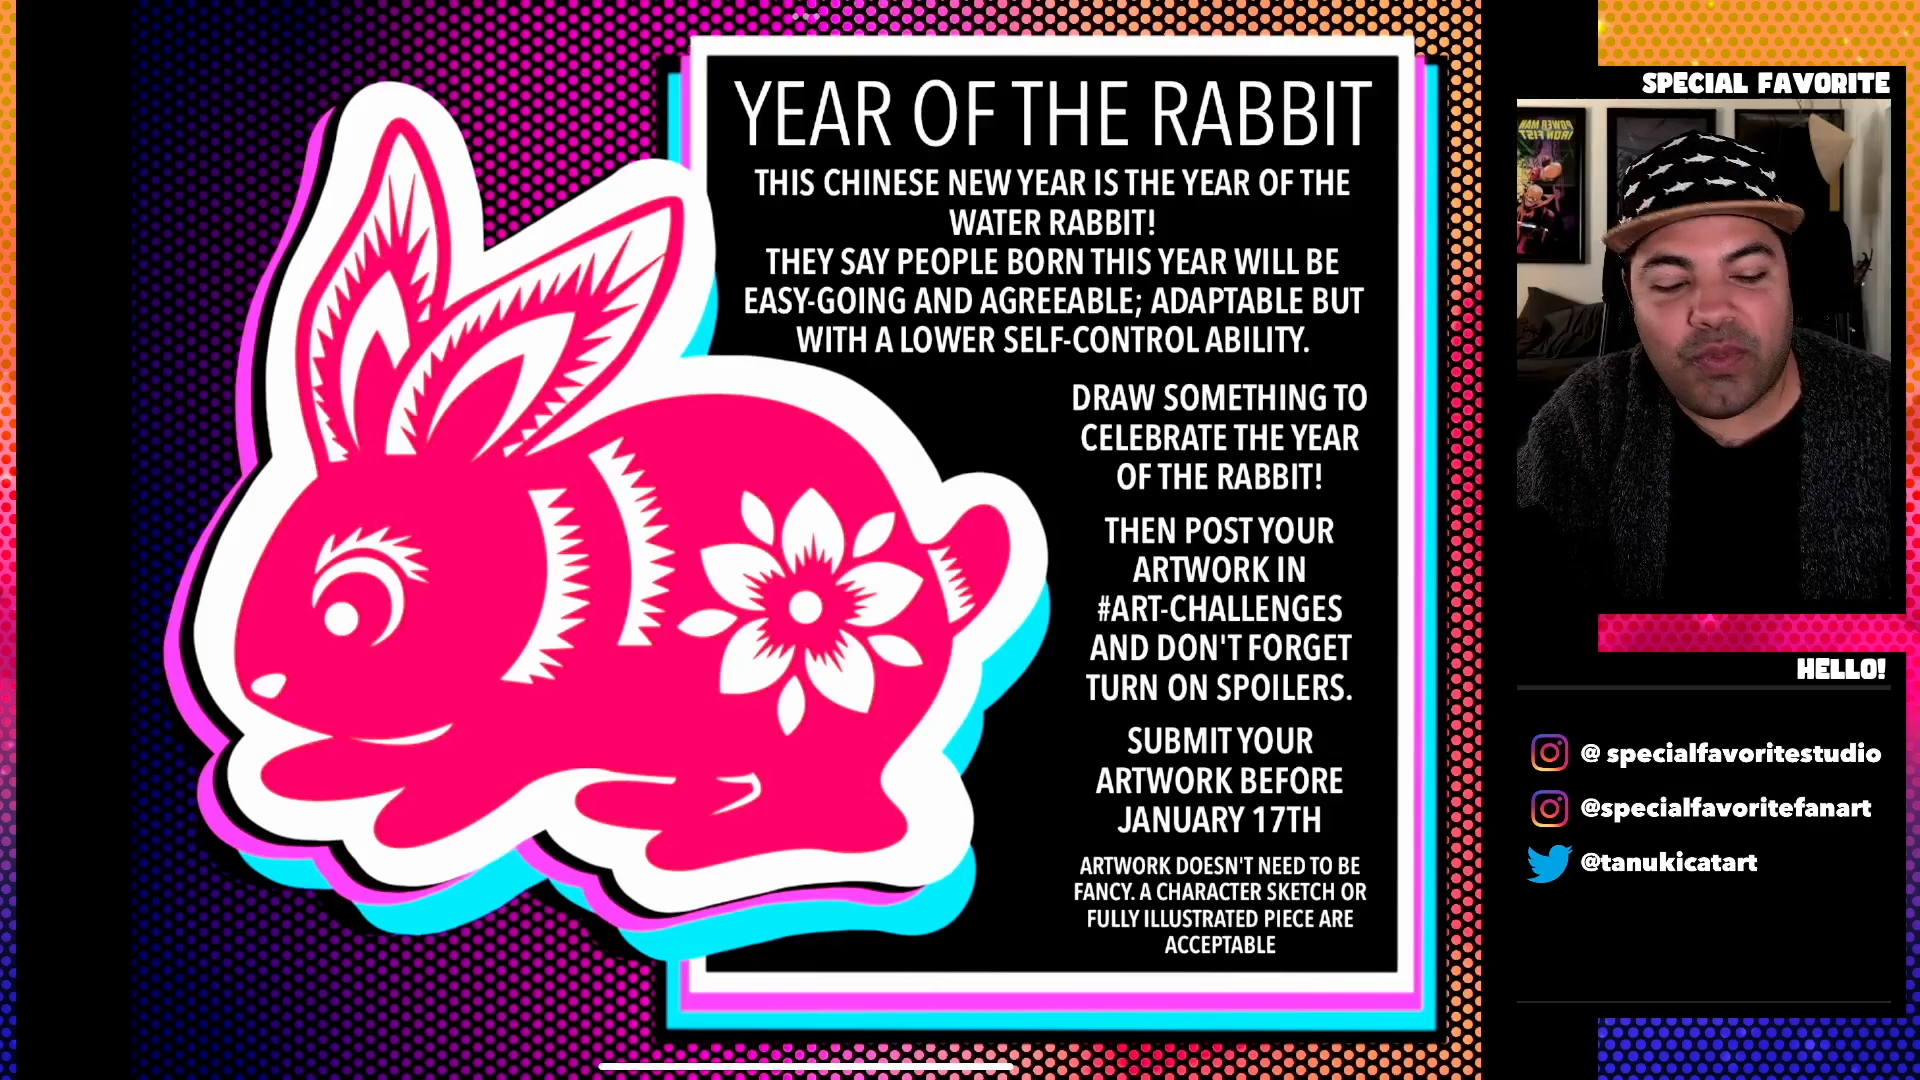 YEAR OF THE RABBIT
THIS CHINESE NEW YEAR IS THE YEAR OF THE
WATER RABBIT!
THEY SAY PEOPLE BORN THIS YEAR WILL BE
EASY-GOING AND AGREEABLE; ADAPTABLE BUT
WITH A LOWER SELF-CONTROL ABILITY.
DRAW SOMETHING TO
CELEBRATE THE YEAR
OF THE RABBIT!
THEN POST YOUR
ARTWORK IN
#ART-CHALLENGES
AND DON'T FORGET
TURN ON SPOILERS.
SUBMIT YOUR
ARTWORK BEFORE
JANUARY 17TH
ARTWORK DOESN'T NEED TO BE
FANCY. A CHARACTER SKETCH OR
FULLY ILLUSTRATED PIECE ARE
ACCEPTABLE
SPECIAL FAVORITE
POWER MAN
IRON FIST
HELLO!
@ specialfavoritestudio
@specialfavoritefanart
@tanukicatart